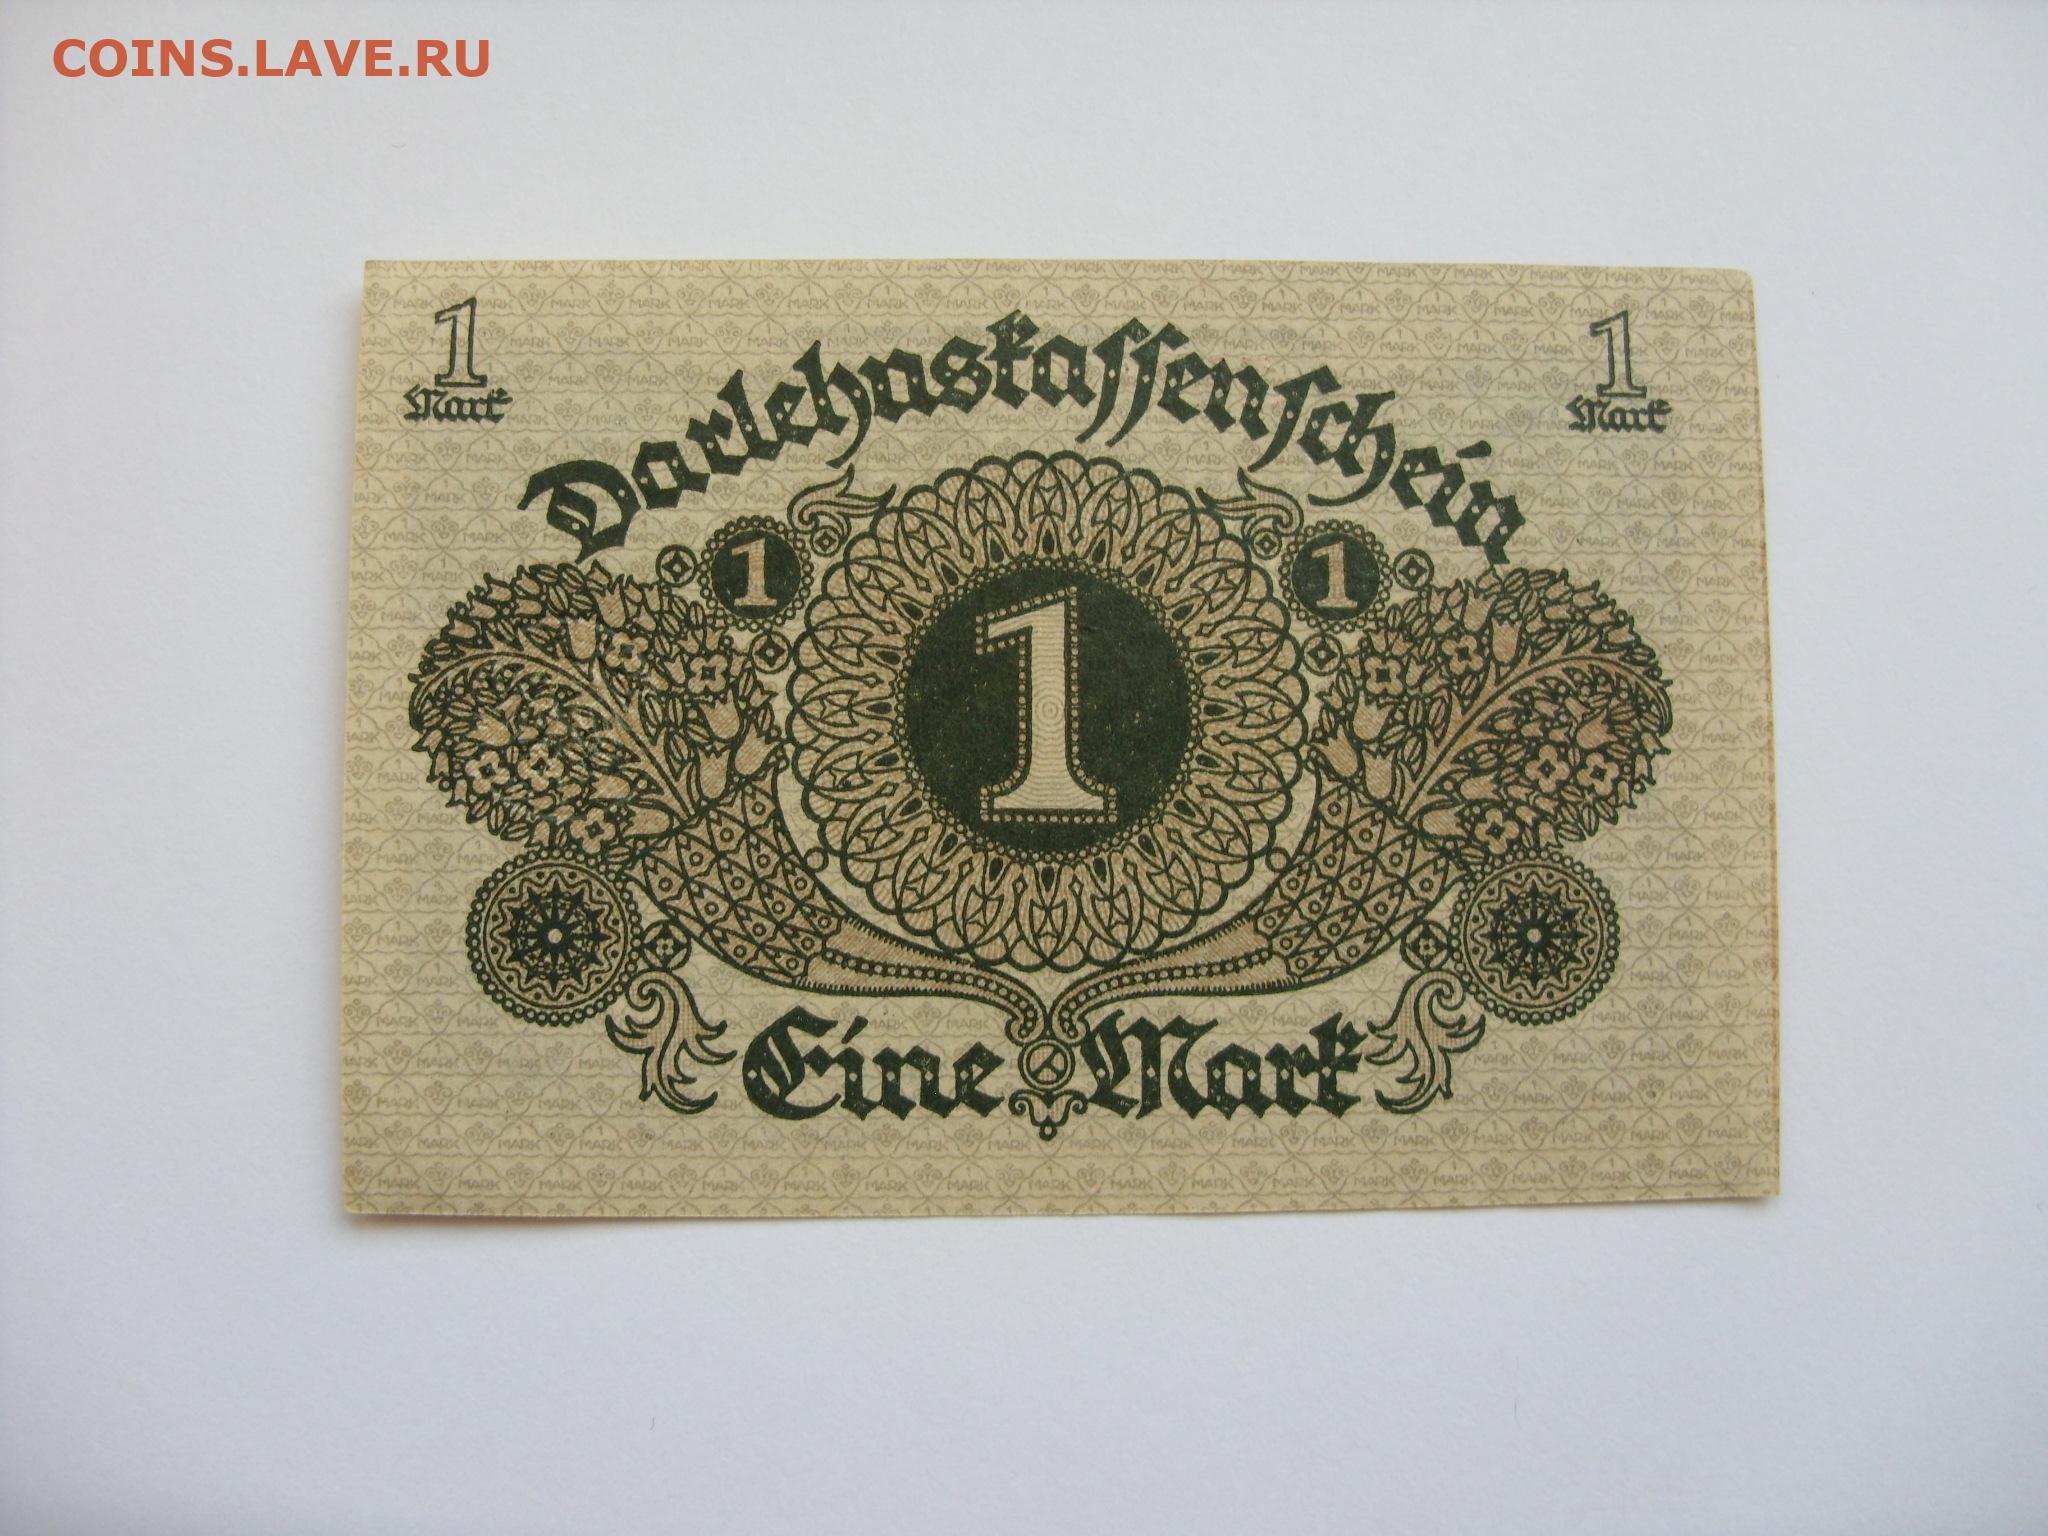 COINS.LAVE.RU
1
Mark
1
Mark
Darlehnskassenschein
1
1
1
Eine Mark